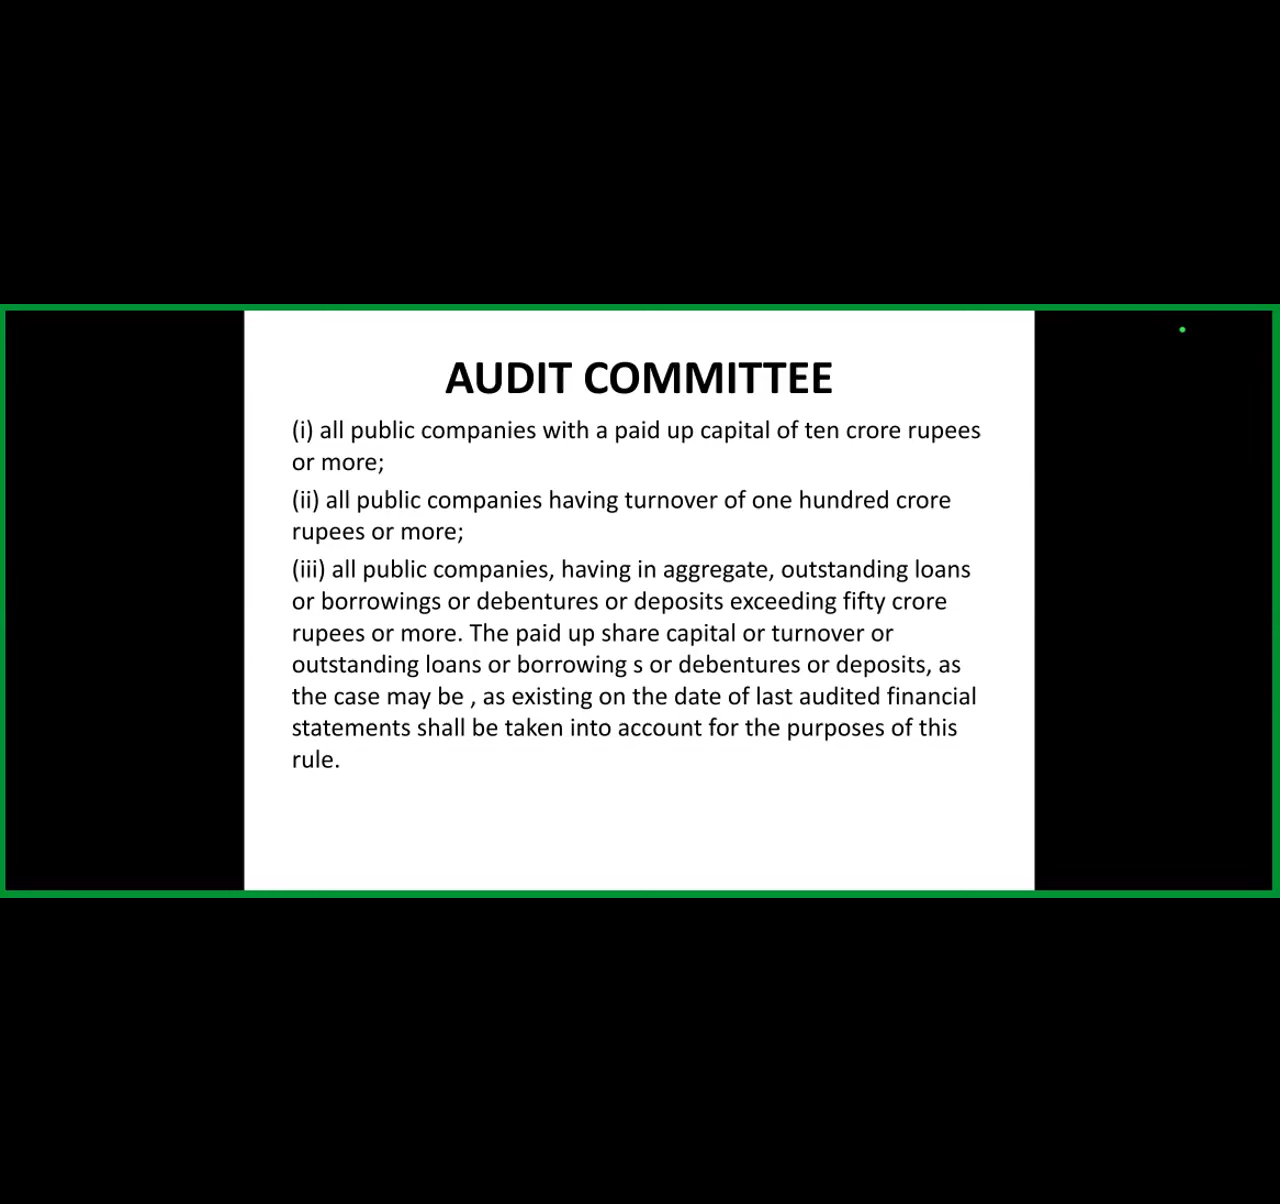 AUDIT COMMITTEE
(i) all public companies with a paid up capital of ten crore rupees
or more;
(ii) all public companies having turnover of one hundred crore
rupees or more;
(iii) all public companies, having in aggregate, outstanding loans
or borrowings or debentures or deposits exceeding fifty crore
rupees or more. The paid up share capital or turnover or
outstanding loans or borrowing s or debentures or deposits, as
the case may be , as existing on the date of last audited financial
statements shall be taken into account for the purposes of this
rule.